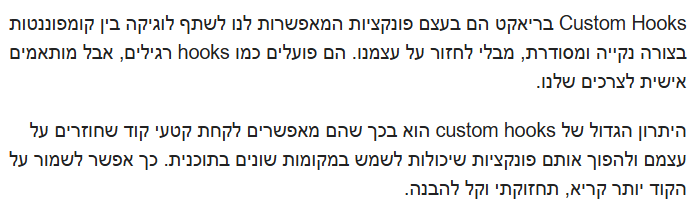 Custom Hooks בריאקט הם בעצם פונקציות המאפשרות לנו לשתף לוגיקה בין קומפוננטות
בצורה נקייה ומסודרת, מבלי לחזור על עצמנו. הם פועלים כמו hooks רגילים, אבל מותאמים
אישית לצרכים שלנו.
היתרון הגדול של custom hooks הוא בכך שהם מאפשרים לקחת קטעי קוד שחוזרים על
עצמם ולהפוך אותם פונקציות שיכולות לשמש במקומות שונים בתוכנית. כך אפשר לשמור על
הקוד יותר קריא, תחזוקתי וקל להבנה.